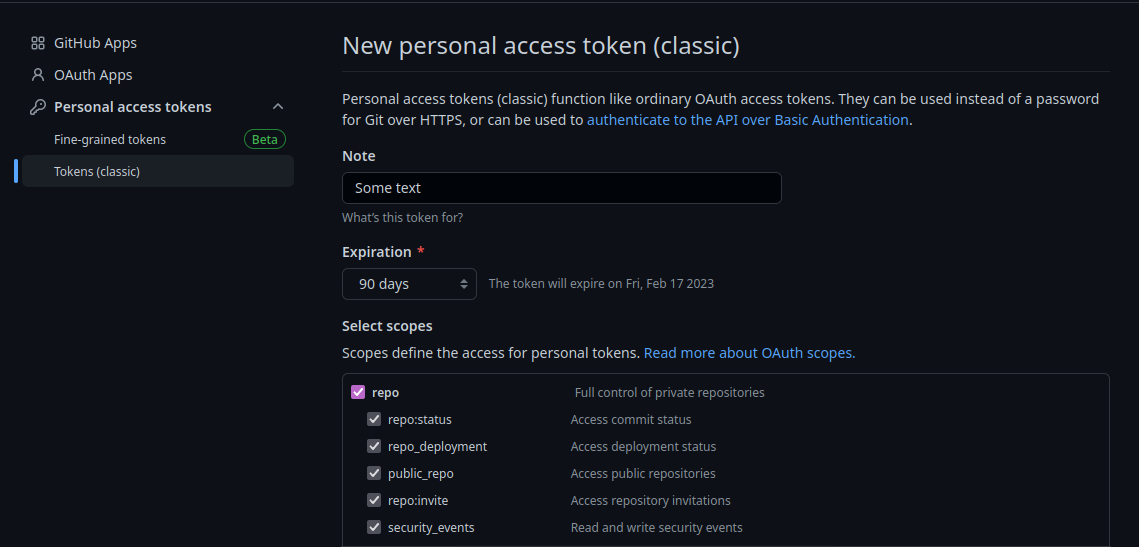 GitHub Apps
OAuth Apps
Personal access tokens
Fine-grained tokens Beta
Tokens (classic)
New personal access token (classic)
Personal access tokens (classic) function like ordinary OAuth access tokens. They can be used instead of a password
for Git over HTTPS, or can be used to authenticate to the API over Basic Authentication.
Note
Some text
What's this token for?
Expiration *
90 days The token will expire on Fri, Feb 17 2023
Select scopes
Scopes define the access for personal tokens. Read more about OAuth scopes.
repo Full control of private repositories
repo:status Access commit status
repo_deployment Access deployment status
public_repo Access public repositories
repo:invite Access repository invitations
security_events Read and write security events